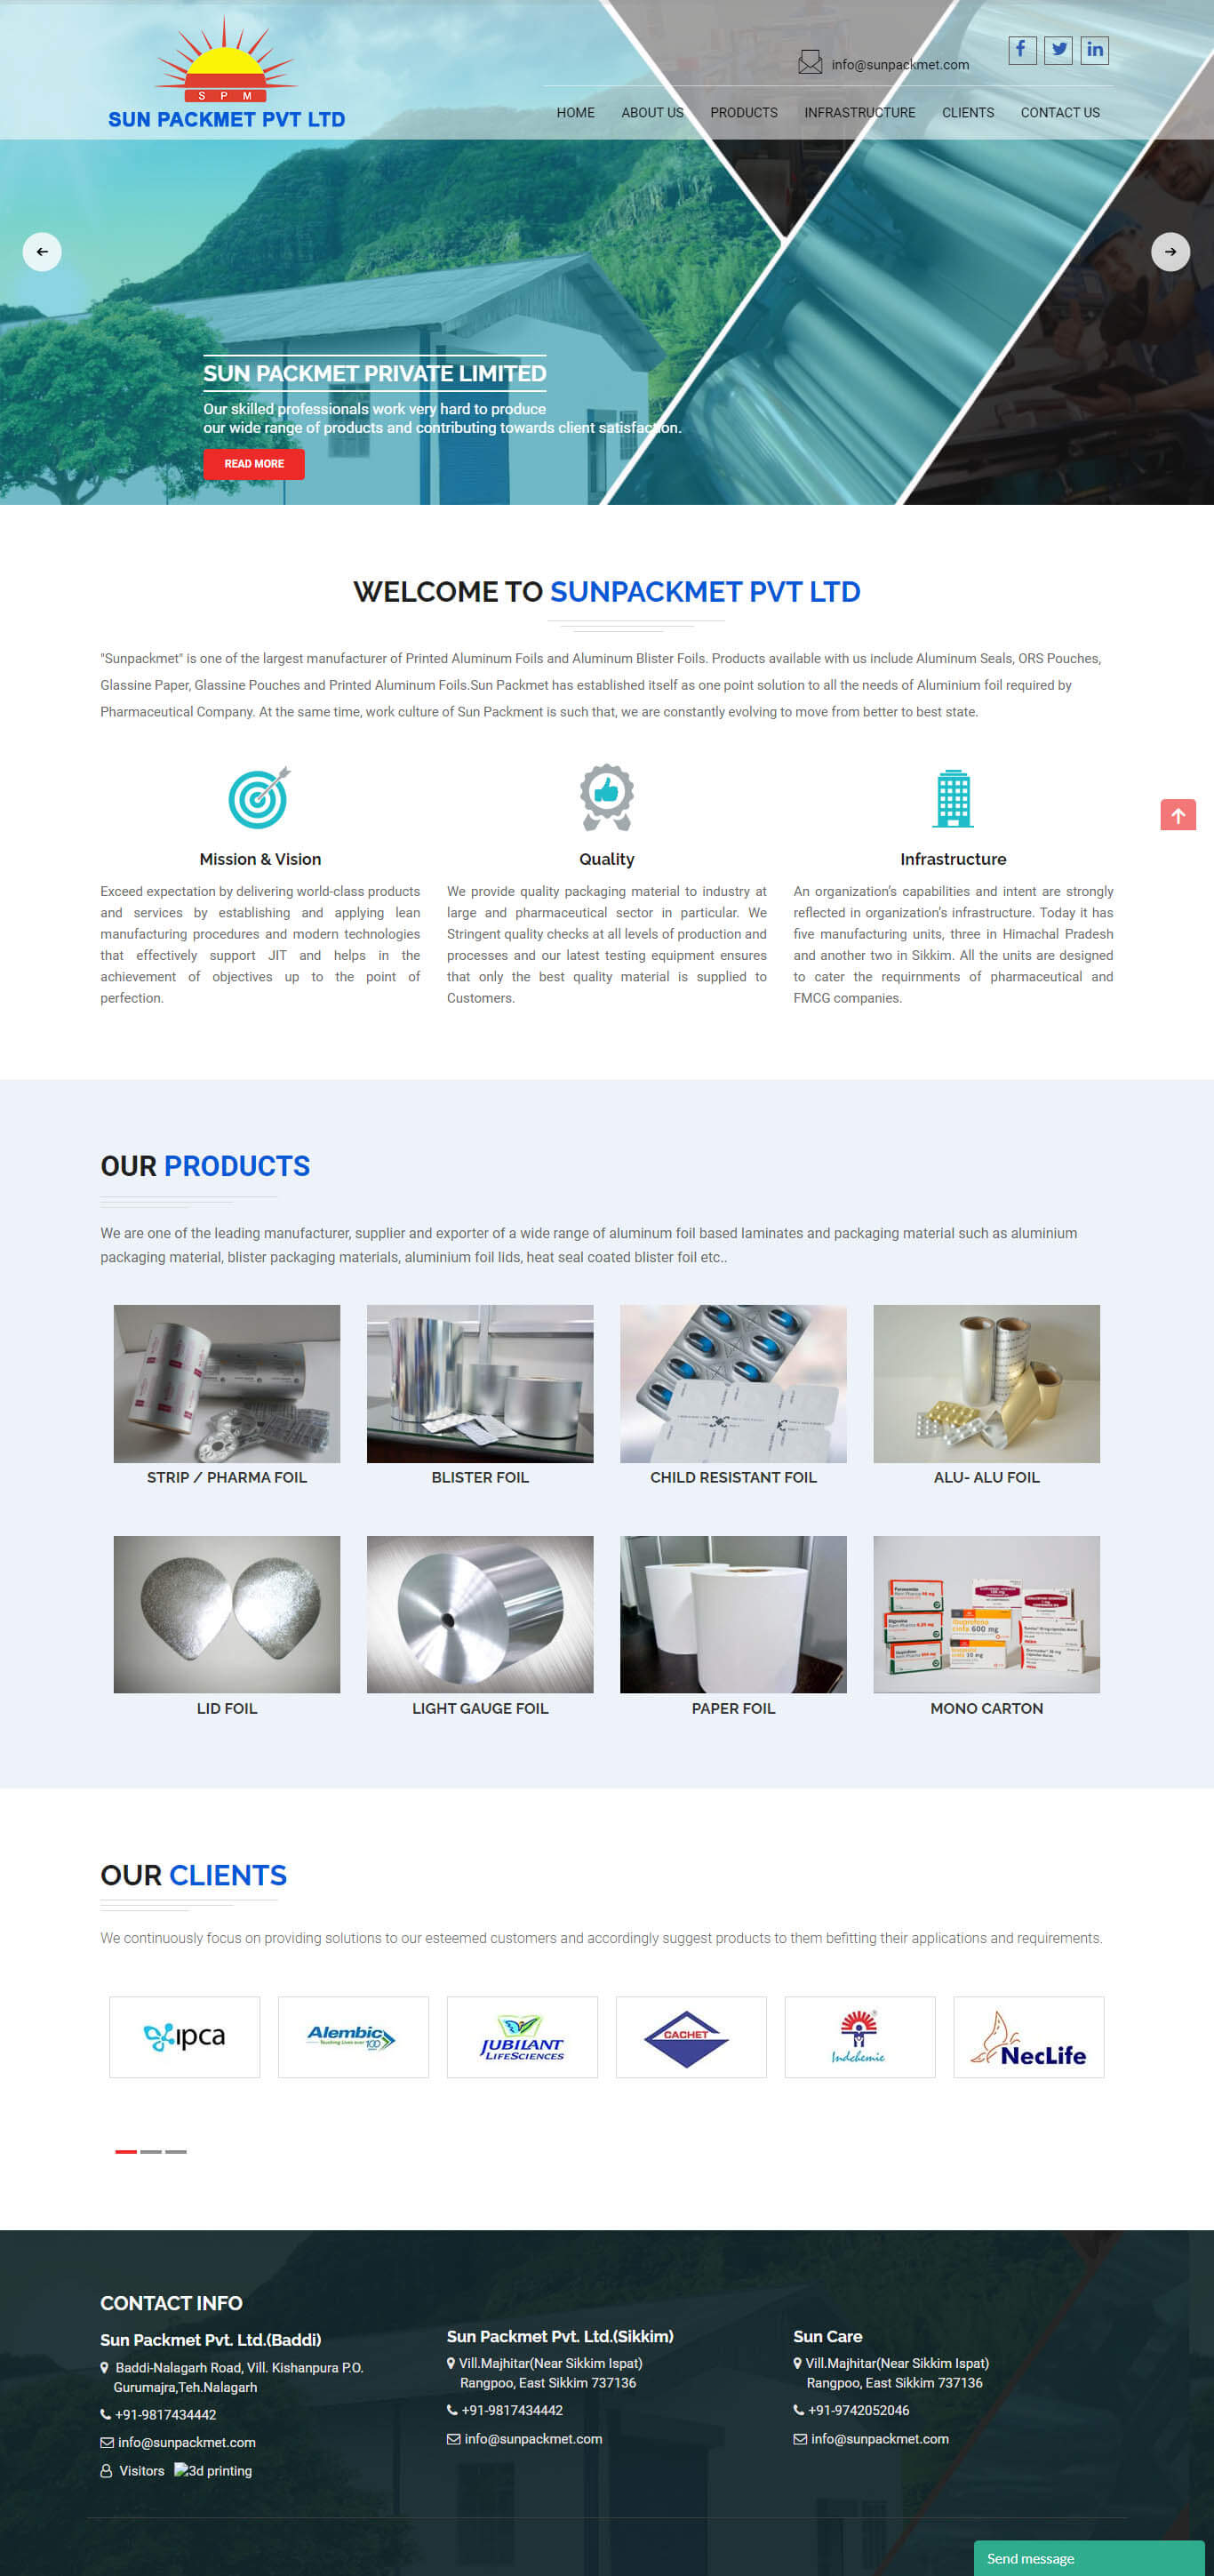 info@sunpackmet.com
S P M
SUN PACKMET PVT LTD
HOME ABOUT US PRODUCTS INFRASTRUCTURE CLIENTS CONTACT US
SUN PACKMET PRIVATE LIMITED
Our skilled professionals work very hard to produce
our wide range of products and contributing towards client satisfaction.
READ MORE
WELCOME TO SUNPACKMET PVT LTD
"Sunpackmet" is one of the largest manufacturer of Printed Aluminum Foils and Aluminum Blister Foils. Products available with us include Aluminum Seals, ORS Pouches,
Glassine Paper, Glassine Pouches and Printed Aluminum Foils.Sun Packmet has established itself as one point solution to all the needs of Aluminium foil required by
Pharmaceutical Company. At the same time, work culture of Sun Packment is such that, we are constantly evolving to move from better to best state.
Mission & Vision
Exceed expectation by delivering world-class products
and services by establishing and applying lean
manufacturing procedures and modern technologies
that effectively support JIT and helps in the
achievement of objectives up to the point of
perfection.
Quality
We provide quality packaging material to industry at
large and pharmaceutical sector in particular. We
Stringent quality checks at all levels of production and
processes and our latest testing equipment ensures
that only the best quality material is supplied to
Customers.
Infrastructure
An organization's capabilities and intent are strongly
reflected in organization's infrastructure. Today it has
five manufacturing units, three in Himachal Pradesh
and another two in Sikkim. All the units are designed
to cater the requirnments of pharmaceutical and
FMCG companies.
OUR PRODUCTS
We are one of the leading manufacturer, supplier and exporter of a wide range of aluminum foil based laminates and packaging material such as aluminium
packaging material, blister packaging materials, aluminium foil lids, heat seal coated blister foil etc..
STRIP / PHARMA FOIL
BLISTER FOIL
CHILD RESISTANT FOIL
ALU- ALU FOIL
LID FOIL
LIGHT GAUGE FOIL
PAPER FOIL
cinfa 600 mg
MONO CARTON
OUR CLIENTS
We continuously focus on providing solutions to our esteemed customers and accordingly suggest products to them befitting their applications and requirements.
ipca
Alembic
100
JUBILANT
LIFESCIENCES
CACHET
Indchemie
NecLife
CONTACT INFO
Sun Packmet Pvt. Ltd.(Baddi)
Baddi-Nalagarh Road, Vill. Kishanpura P.O.
Gurumajra,Teh.Nalagarh
+91-9817434442
info@sunpackmet.com
Visitors 3d printing
Sun Packmet Pvt. Ltd.(Sikkim)
Vill.Majhitar(Near Sikkim Ispat)
Rangpoo, East Sikkim 737136
+91-9817434442
info@sunpackmet.com
Sun Care
Vill.Majhitar(Near Sikkim Ispat)
Rangpoo, East Sikkim 737136
+91-9742052046
info@sunpackmet.com
Send message